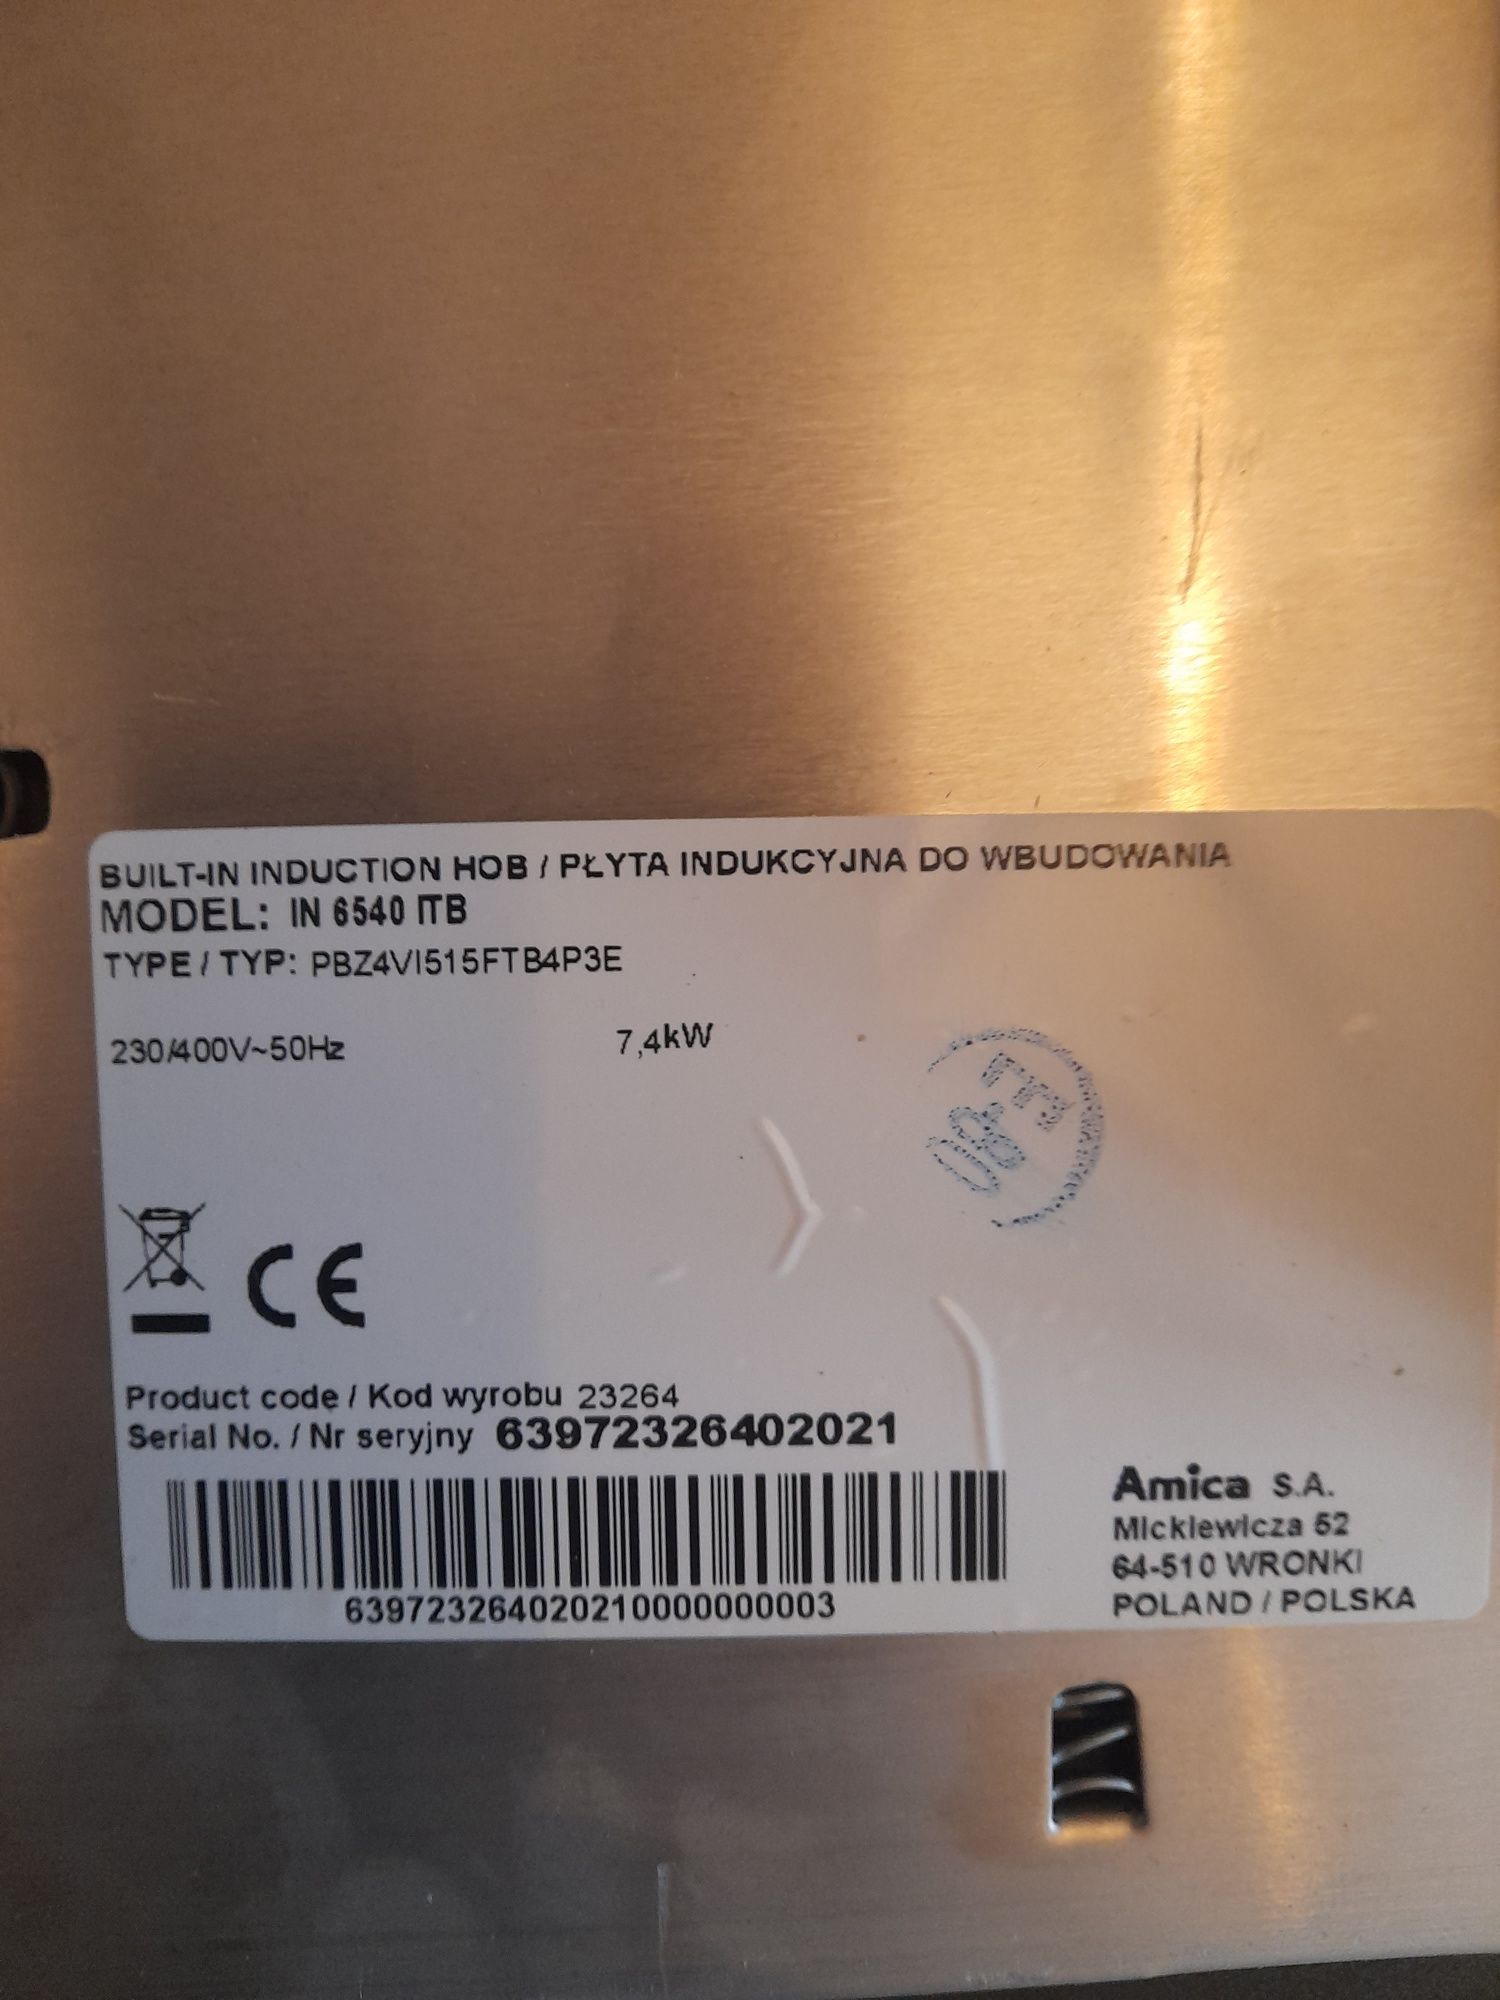 BUILT-IN INDUCTION HOB / PŁYTA INDUKCYJNA DO WBUDOWANIA
MODEL: IN 6540 ITB
TYPE / TYP: PBZ4VI515FTB4P3E
230/400V~50Hz 7,4kW
CE
Product code / Kod wyrobu 23264
Serial No. / Nr seryjny 63972326402021
639723264020210000000003
Amica S.A.
Mickiewicza 52
64-510 WRONKI
POLAND / POLSKA